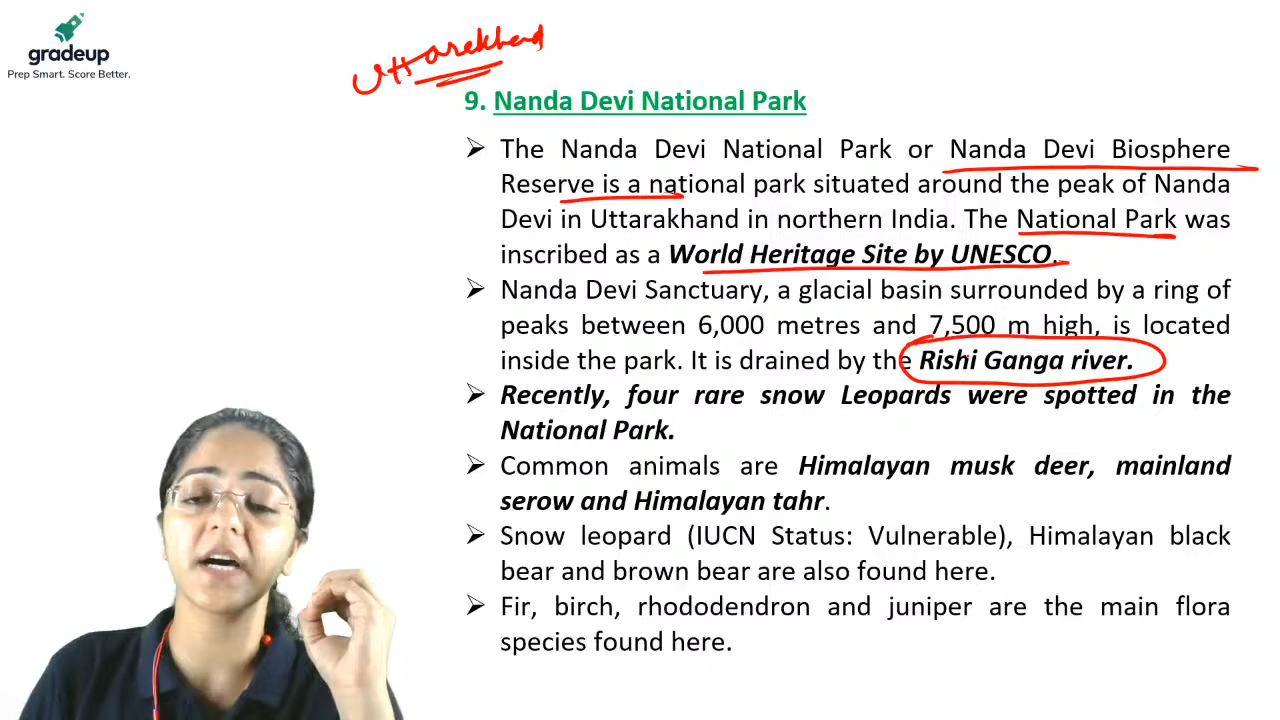 gradeup
Prep Smart. Score Better.
Uttarekhand
9. Nanda Devi National Park
➢ The Nanda Devi National Park or Nanda Devi Biosphere
Reserve is a national park situated around the peak of Nanda
Devi in Uttarakhand in northern India. The National Park was
inscribed as a World Heritage Site by UNESCO.
➢ Nanda Devi Sanctuary, a glacial basin surrounded by a ring of
peaks between 6,000 metres and 7,500 m high, is located
inside the park. It is drained by the Rishi Ganga river.
➢ Recently, four rare snow Leopards were spotted in the
National Park.
➢ Common animals are Himalayan musk deer, mainland
serow and Himalayan tahr.
➢ Snow leopard (IUCN Status: Vulnerable), Himalayan black
bear and brown bear are also found here.
➢ Fir, birch, rhododendron and juniper are the main flora
species found here.